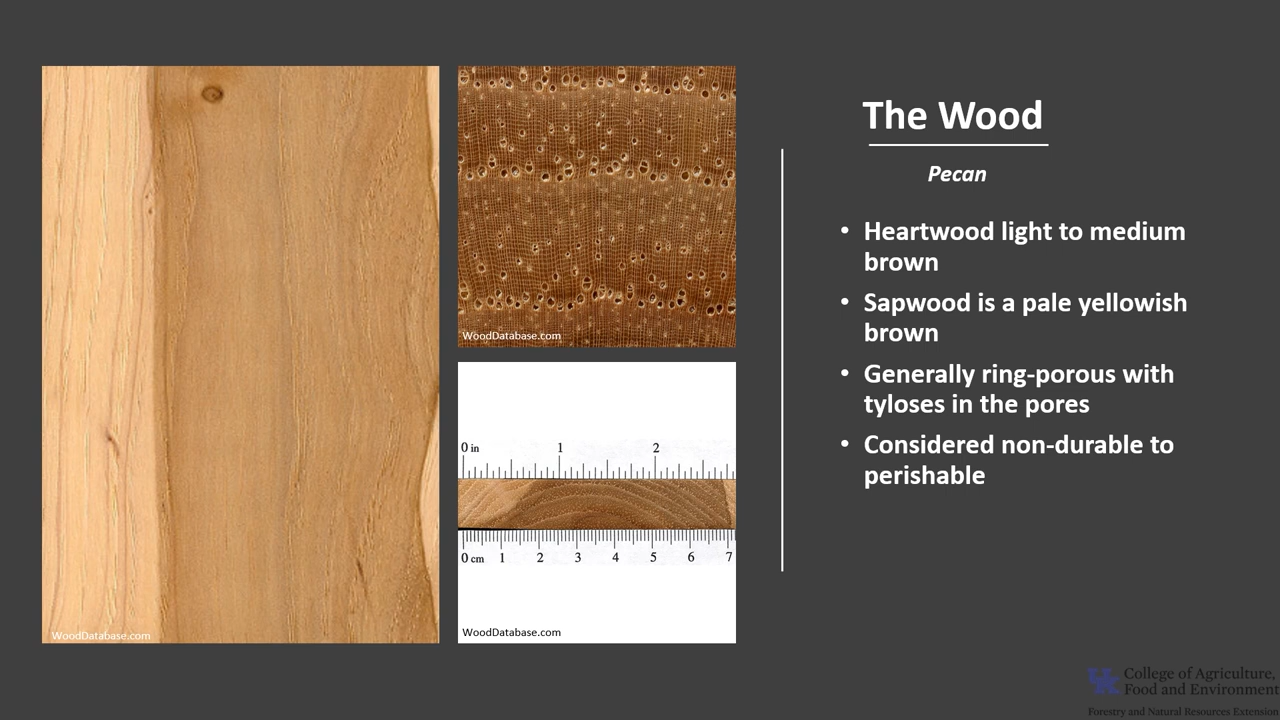 The Wood
Pecan
• Heartwood light to medium
brown
• Sapwood is a pale yellowish
brown
• Generally ring-porous with
tyloses in the pores
• Considered non-durable to
perishable
WoodDatabase.com
WoodDatabase.com
0 in 1 2
0 cm 1 2 3 4 5 6 7
WoodDatabase.com
UK College of Agriculture,
Food and Environment
Forestry and Natural Resources Extension